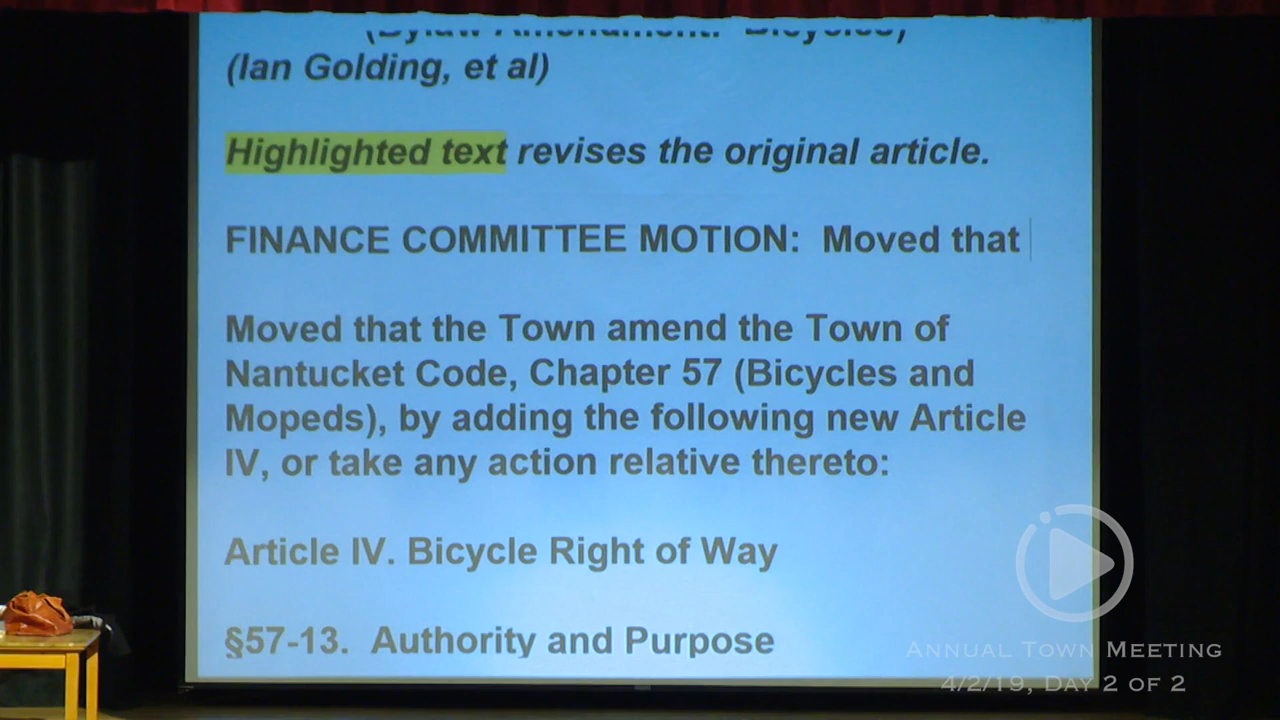 (Bylaw Amendment: Bicycles)
(Ian Golding, et al)
Highlighted text revises the original article.
FINANCE COMMITTEE MOTION: Moved that
Moved that the Town amend the Town of
Nantucket Code, Chapter 57 (Bicycles and
Mopeds), by adding the following new Article
IV, or take any action relative thereto:
Article IV. Bicycle Right of Way
§57-13. Authority and Purpose
Annual Town Meeting
4/2/19, Day 2 of 2